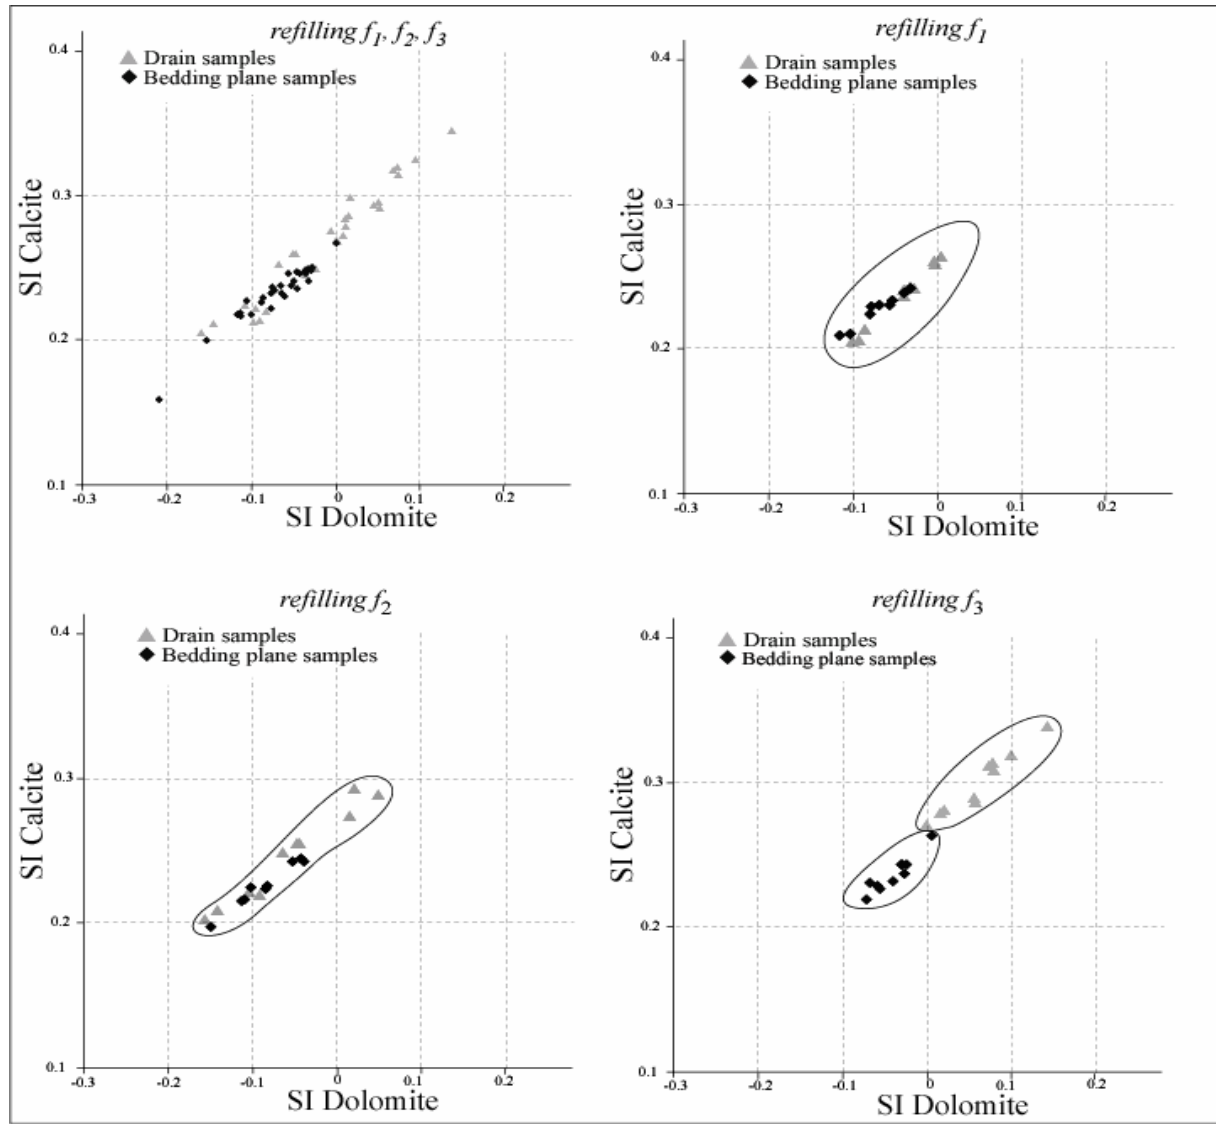 refilling f1, f2, f3
0.4
Drain samples
Bedding plane samples
0.3
SI Calcite
0.2
0.1
-0.3 -0.2 -0.1 0 0.1 0.2
SI Dolomite
refilling f1
0.4
Drain samples
Bedding plane samples
0.3
SI Calcite
0.2
0.1
-0.3 -0.2 -0.1 0 0.1 0.2
SI Dolomite
refilling f2
0.4
Drain samples
Bedding plane samples
0.3
SI Calcite
0.2
0.1
-0.3 -0.2 -0.1 0 0.1 0.2
SI Dolomite
refilling f3
0.4
Drain samples
Bedding plane samples
0.3
SI Calcite
0.2
0.1
-0.3 -0.2 -0.1 0 0.1 0.2
SI Dolomite